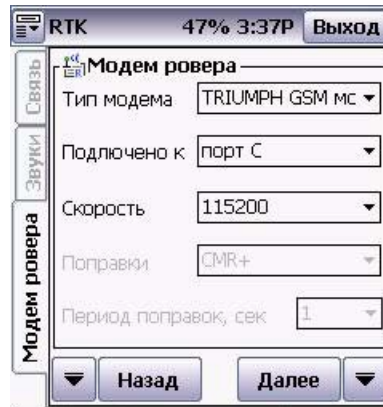 RTK 47% 3:37P Выход
Связь
Звуки
Модем ровера
Модем ровера
Тип модема TRIUMPH GSM мс
Подлючено к порт C
Скорость 115200
Поправки CMR+
Период поправок, сек 1
Назад Далее